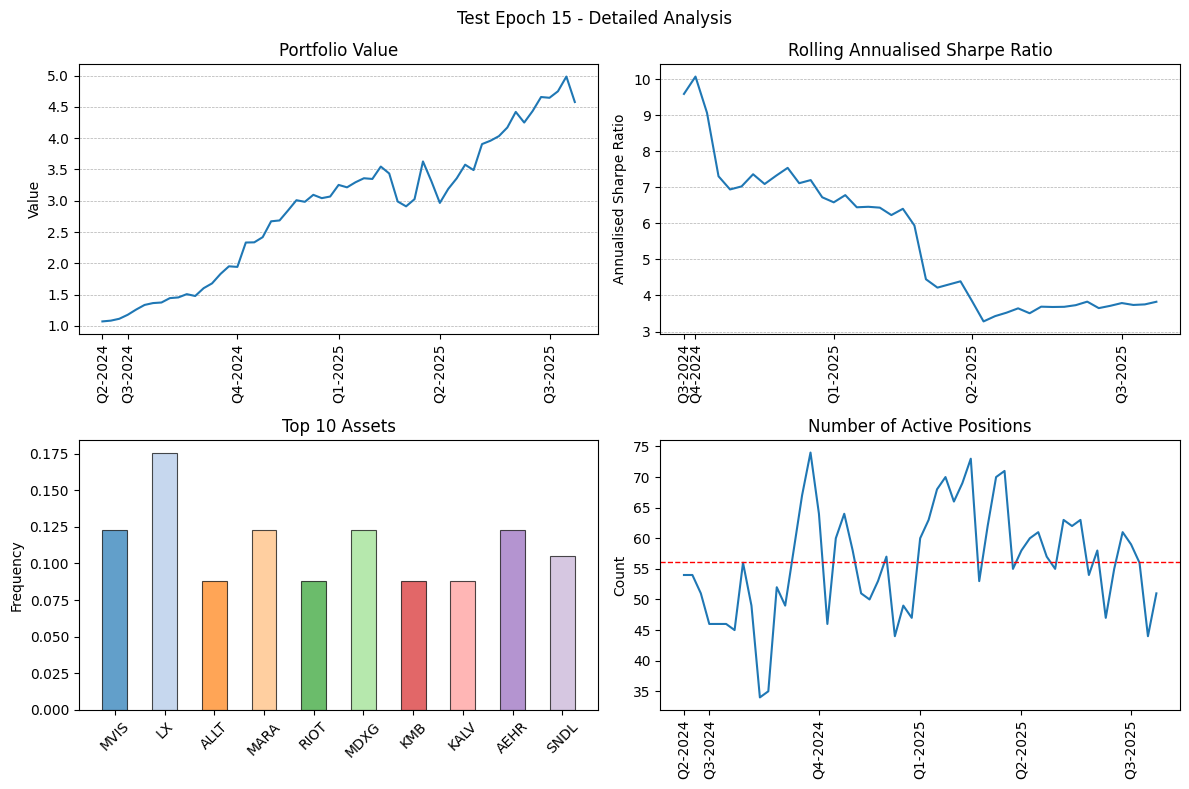 Test Epoch 15 - Detailed Analysis
Portfolio Value
Value
5.0
4.5
4.0
3.5
3.0
2.5
2.0
1.5
1.0
Q2-2024
Q3-2024
Q4-2024
Q1-2025
Q2-2025
Q3-2025
Rolling Annualised Sharpe Ratio
Annualised Sharpe Ratio
10
9
8
7
6
5
4
3
Q3-2024
Q4-2024
Q1-2025
Q2-2025
Q3-2025
Top 10 Assets
Frequency
0.175
0.150
0.125
0.100
0.075
0.050
0.025
0.000
MVIS
LX
ALLT
MARA
RIOT
MDXG
KMB
KALV
AEHR
SNDL
Number of Active Positions
Count
75
70
65
60
55
50
45
40
35
Q2-2024
Q3-2024
Q4-2024
Q1-2025
Q2-2025
Q3-2025